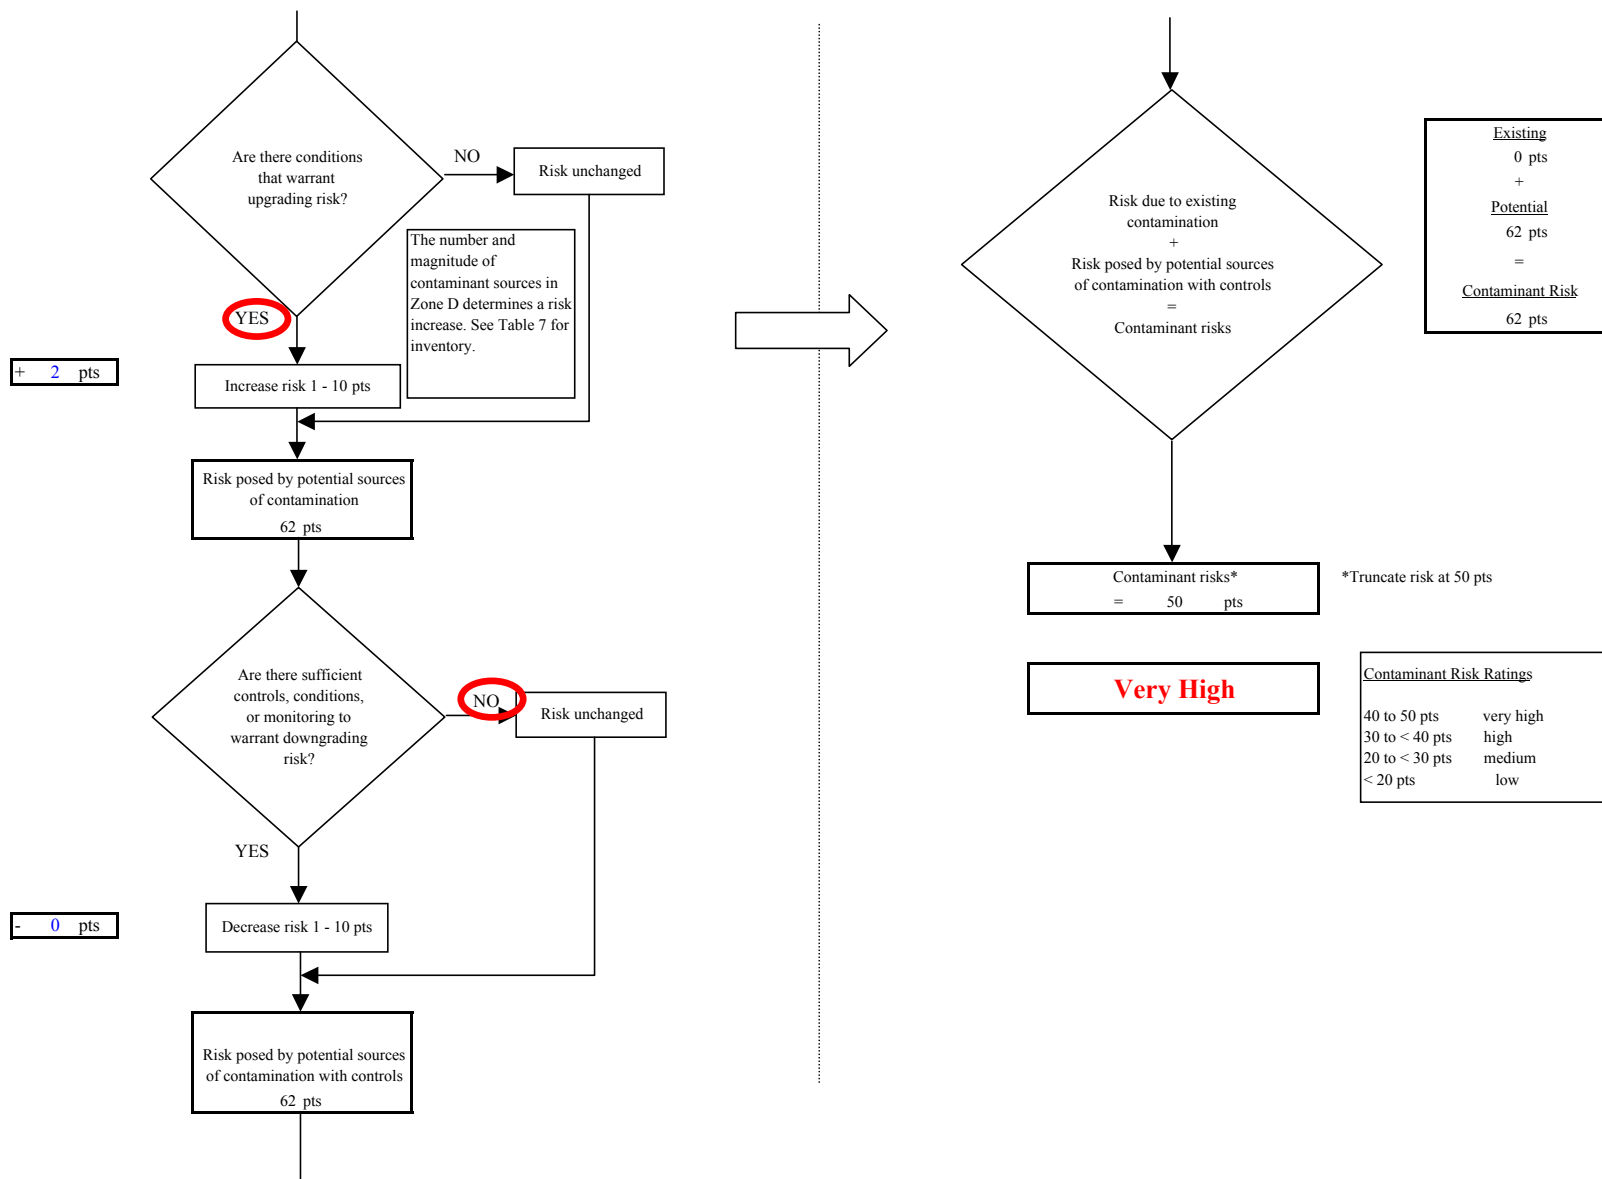 Are there conditions
that warrant
upgrading risk?
NO
Risk unchanged
The number and
magnitude of
contaminant sources in
Zone D determines a risk
increase. See Table 7 for
inventory.
YES
+ 2 pts
Increase risk 1 - 10 pts
Risk posed by potential sources
of contamination
62 pts
Are there sufficient
controls, conditions,
or monitoring to
warrant downgrading
risk?
NO
Risk unchanged
YES
- 0 pts
Decrease risk 1 - 10 pts
Risk posed by potential sources
of contamination with controls
62 pts
Risk due to existing
contamination
+
Risk posed by potential sources
of contamination with controls
=
Contaminant risks
Existing
0 pts
+
Potential
62 pts
=
Contaminant Risk
62 pts
Contaminant risks*
= 50 pts
*Truncate risk at 50 pts
Very High
Contaminant Risk Ratings
40 to 50 pts very high
30 to < 40 pts high
20 to < 30 pts medium
< 20 pts low